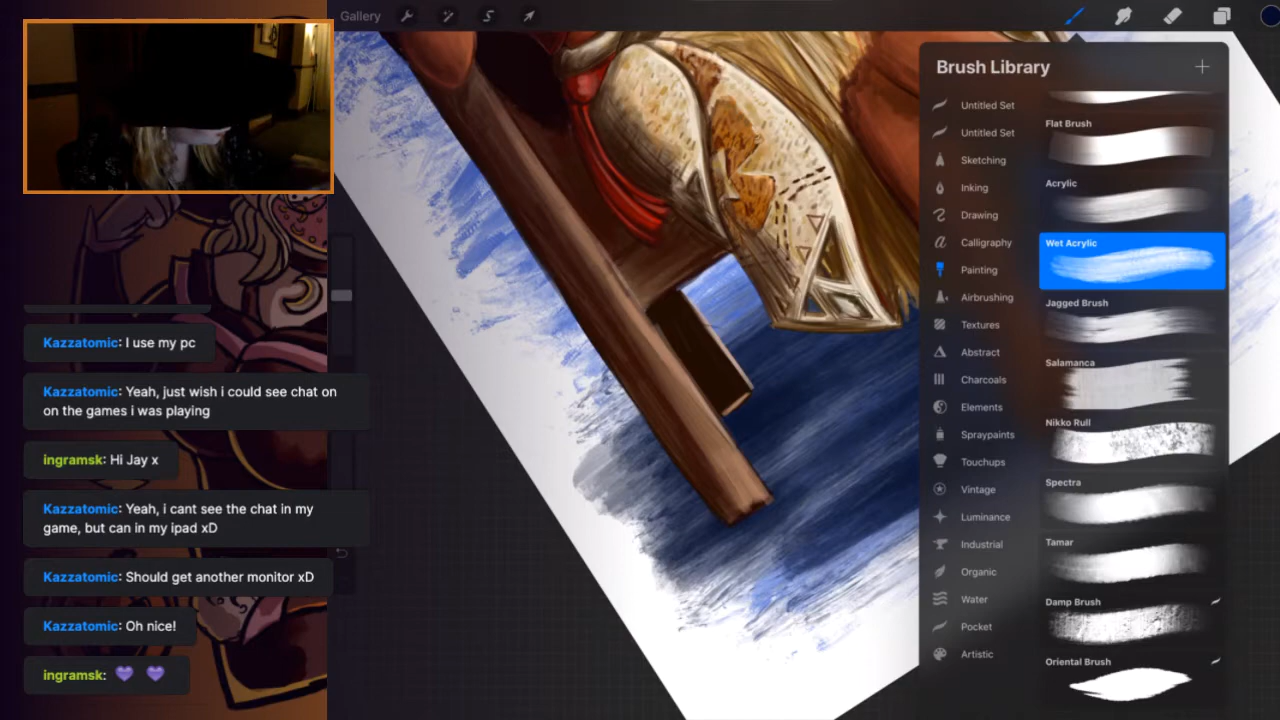 Gallery
Kazzatomic: I use my pc
Kazzatomic: Yeah, just wish i could see chat on
on the games i was playing
ingramsk: Hi Jay x
Kazzatomic: Yeah, i cant see the chat in my
game, but can in my ipad xD
Kazzatomic: Should get another monitor xD
Kazzatomic: Oh nice!
ingramsk: 💜 💜
Brush Library
Untitled Set
Untitled Set
Sketching
Inking
Drawing
Calligraphy
Painting
Airbrushing
Textures
Abstract
Charcoals
Elements
Spraypaints
Touchups
Vintage
Luminance
Industrial
Organic
Water
Pocket
Artistic
Flat Brush
Acrylic
Wet Acrylic
Jagged Brush
Salamanca
Nikko Rull
Spectra
Tamar
Damp Brush
Oriental Brush